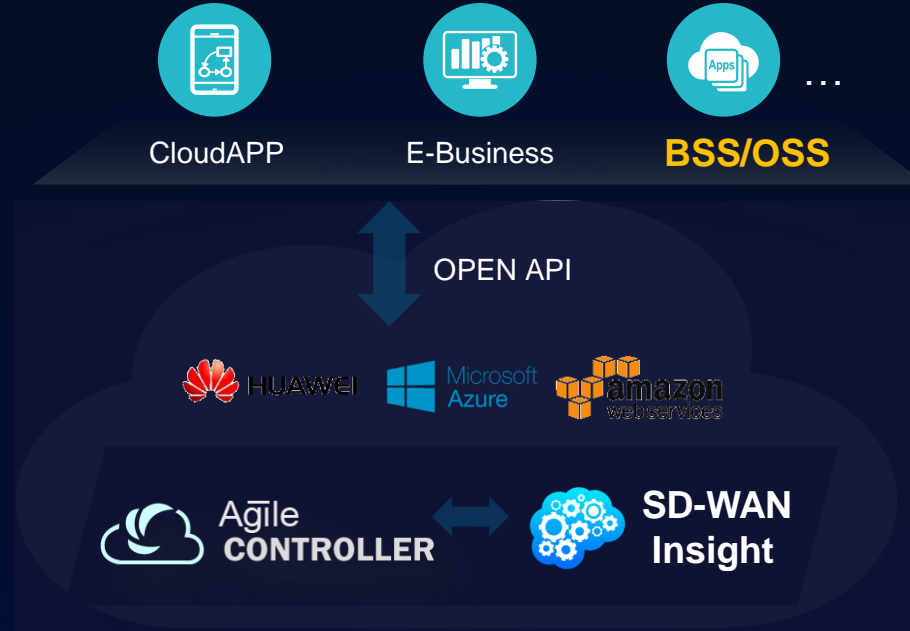 Apps
...
CloudAPP
E-Business
BSS/OSS
OPEN API
HUAWEI
Microsoft
Azure
amazon
webservices
Agile
CONTROLLER
SD-WAN
Insight